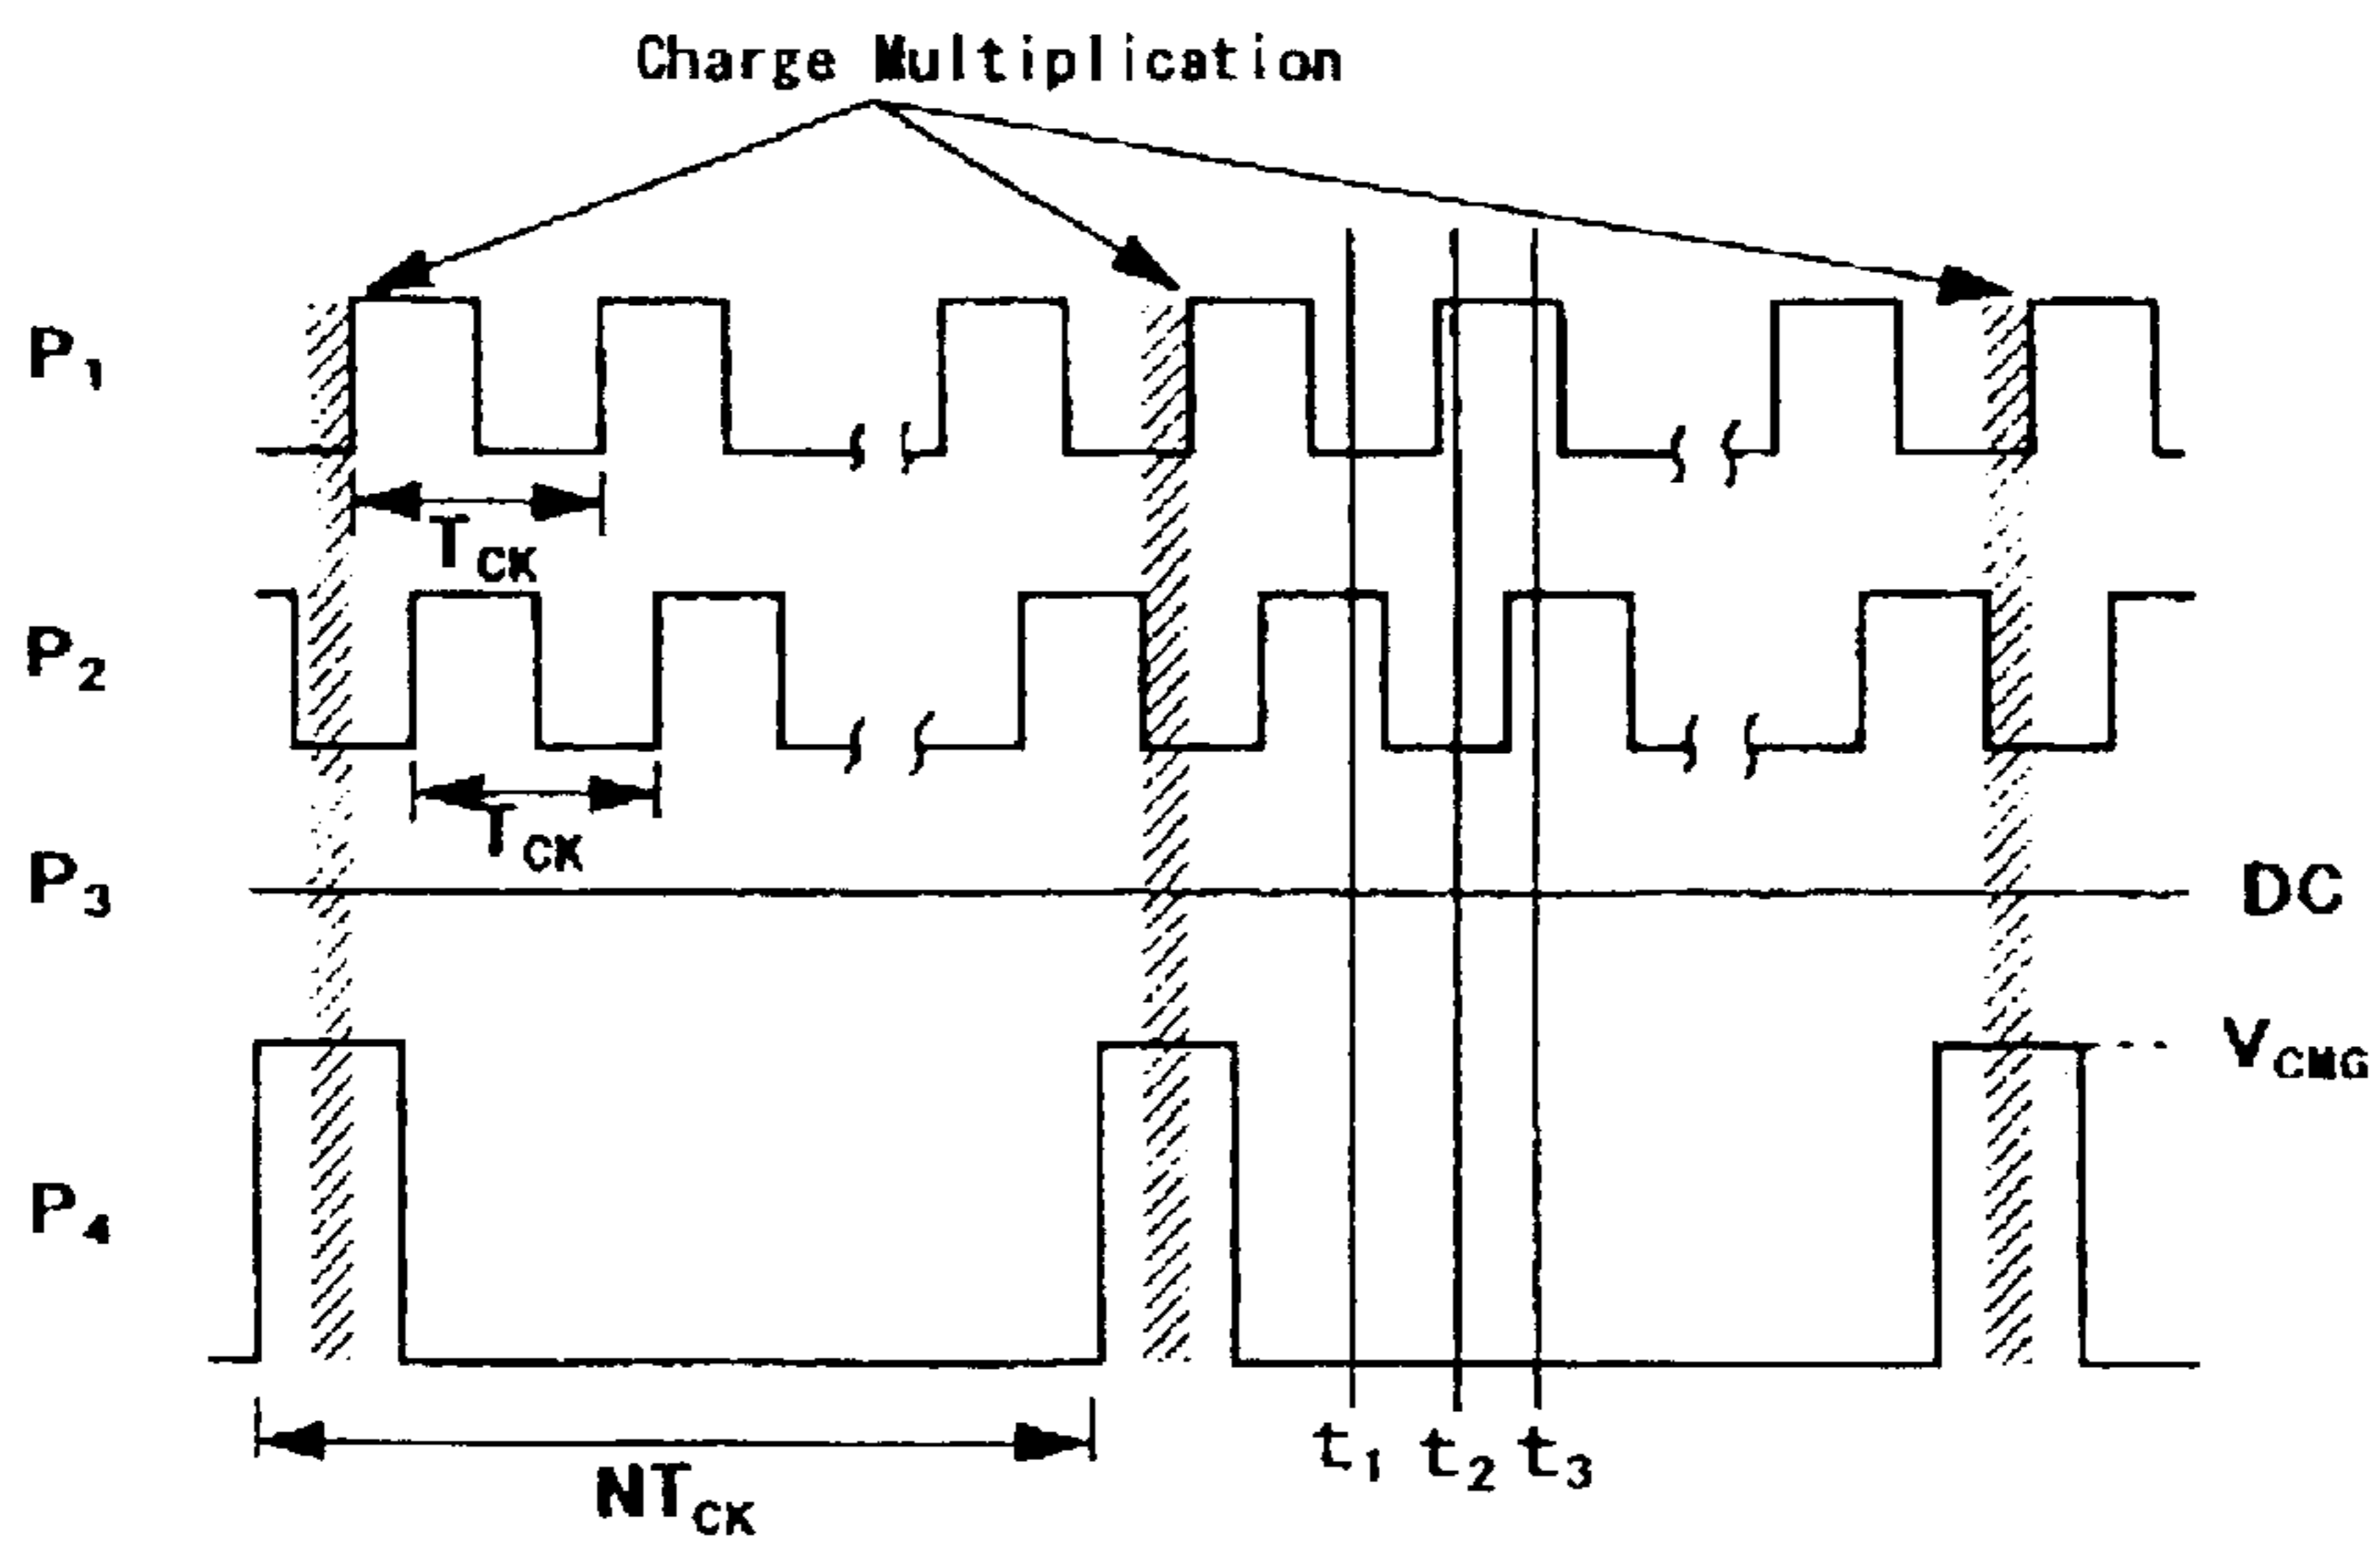 Charge Multiplication
P1
TCK
P2
TCK
P3
DC
VCMG
P4
t1 t2 t3
NTCK